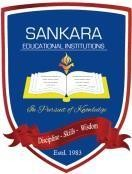 SANKARA
EDUCATIONAL INSTITUTIONS
In Pursuit of Knowledge
Discipline - Skills - Wisdom
Estd. 1983